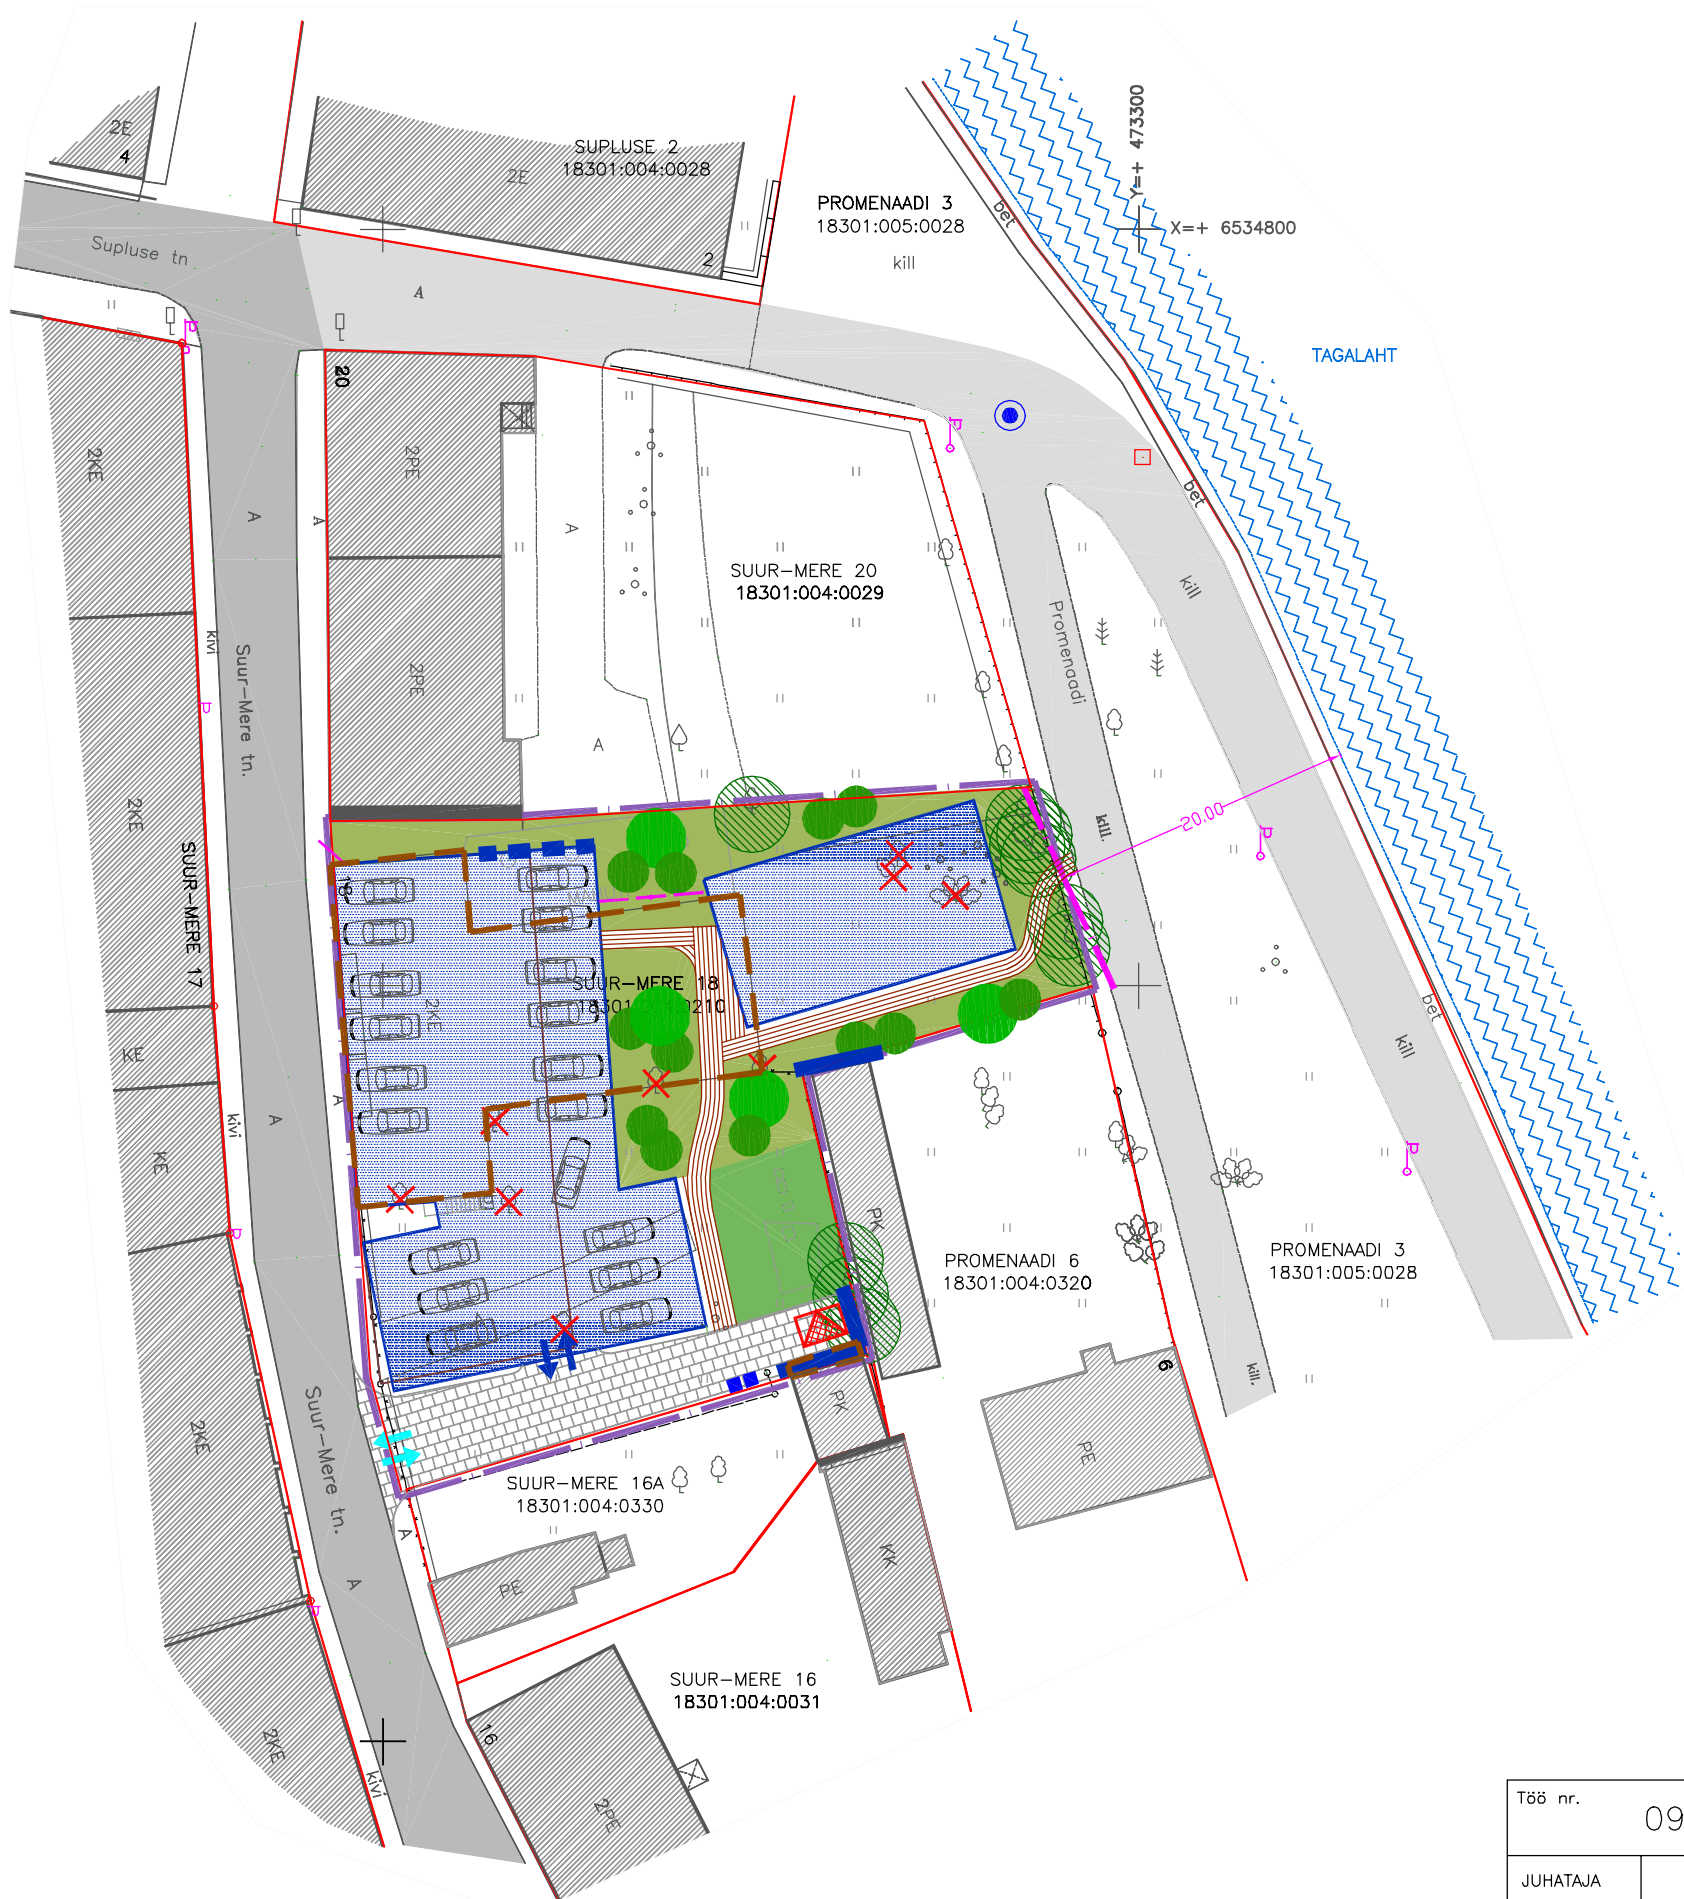 2E
4
SUPLUSE 2
18301:004:0028
2E
2
PROMENAADI 3
18301:005:0028
kill
Y=+ 473300
X=+ 6534800
bet
TAGALAHT
Supluse tn
A
20
2KE
2PE
A
A
A
bet
SUUR-MERE 20
18301:004:0029
kill
Promenaadi
kivi
Suur-Mere tn.
2PE
A
20.00
kill.
2KE
SUUR-MERE 17
18
2KE
SUUR-MERE 18
bet
kill
KE
A
A
kivi
KE
PK
PROMENAADI 6
18301:004:0320
PROMENAADI 3
18301:005:0028
6
kill.
2KE
Suur-Mere tn.
PK
PE
SUUR-MERE 16A
18301:004:0330
A
A
PE
KK
SUUR-MERE 16
18301:004:0031
16
2KE
kivi
2PE
Töö nr.
09
JUHATAJA